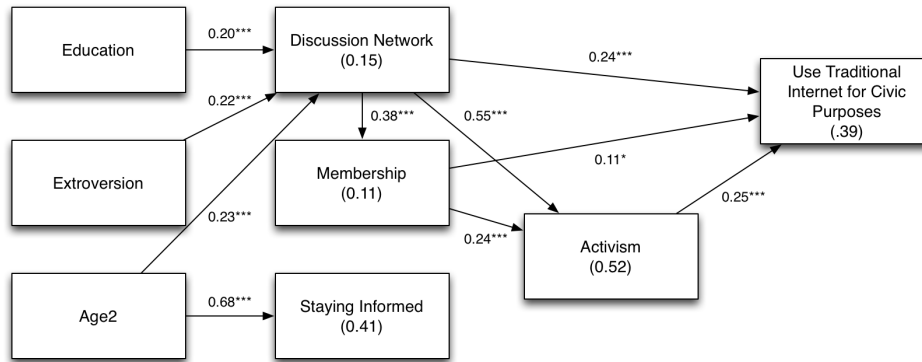 Education
0.20***
Discussion Network
(0.15)
0.24***
Use Traditional
Internet for Civic
Purposes
(.39)
0.22***
0.38***
0.55***
Extroversion
Membership
(0.11)
0.11*
0.23***
0.24***
0.25***
Activism
(0.52)
Age2
0.68***
Staying Informed
(0.41)